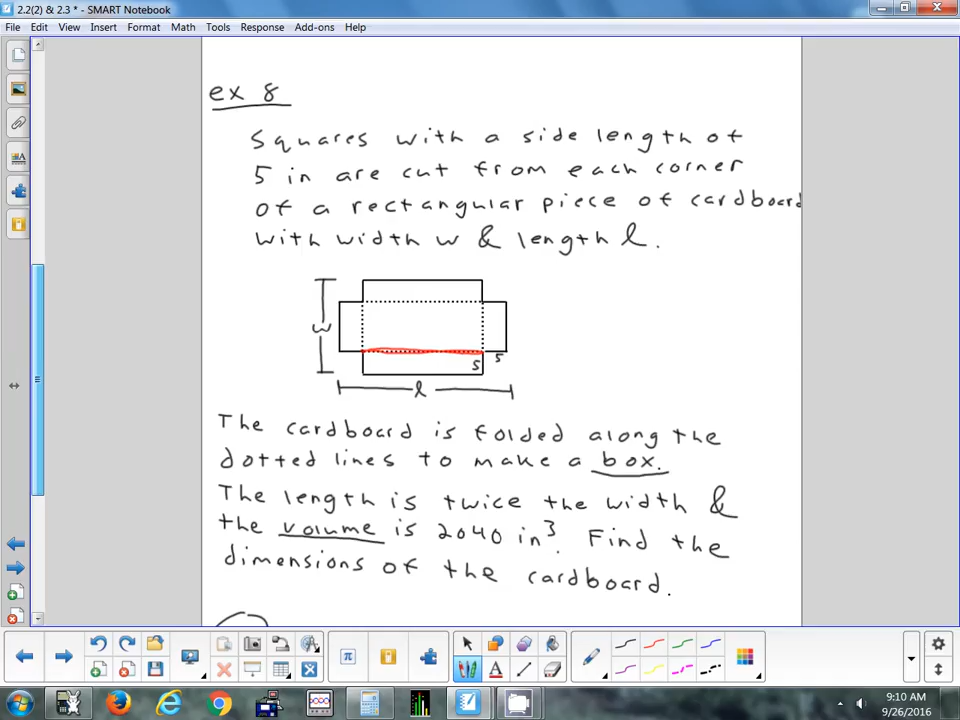 2.2(2) & 2.3 * - SMART Notebook
File Edit View Insert Format Math Tools Response Add-ons Help
ex 8
Squares with a side length of
5 in are cut from each corner
of a rectangular piece of cardboard
with width w & length l.
w
5
5
l
The cardboard is folded along the
dotted lines to make a box.
The length is twice the width &
the volume is 2040 in³. Find the
dimensions of the cardboard.
9:10 AM
9/26/2016